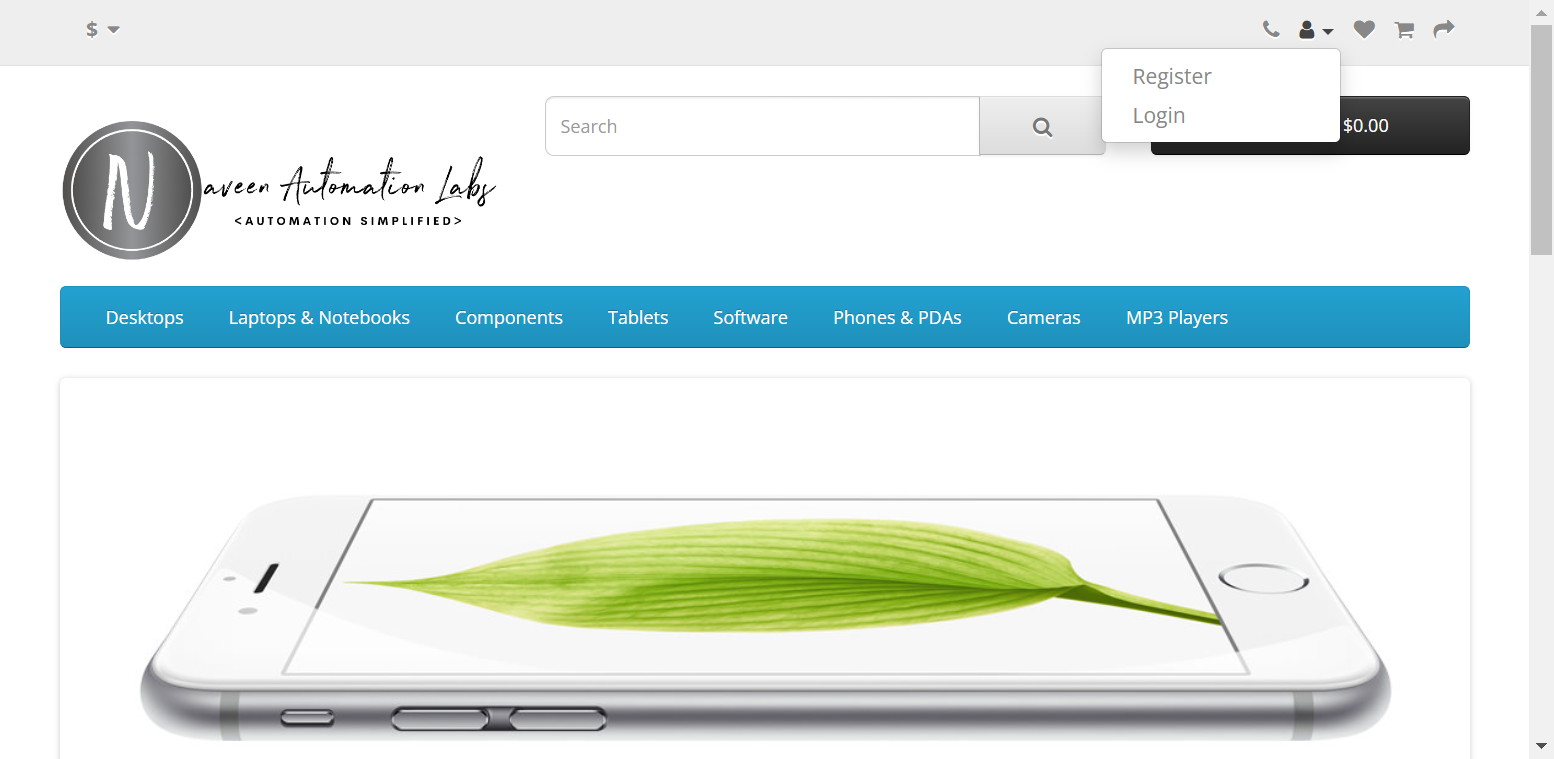 $
Register
Login
Search
$0.00
N
aveen Automation Labs
<AUTOMATION SIMPLIFIED>
Desktops
Laptops & Notebooks
Components
Tablets
Software
Phones & PDAs
Cameras
MP3 Players